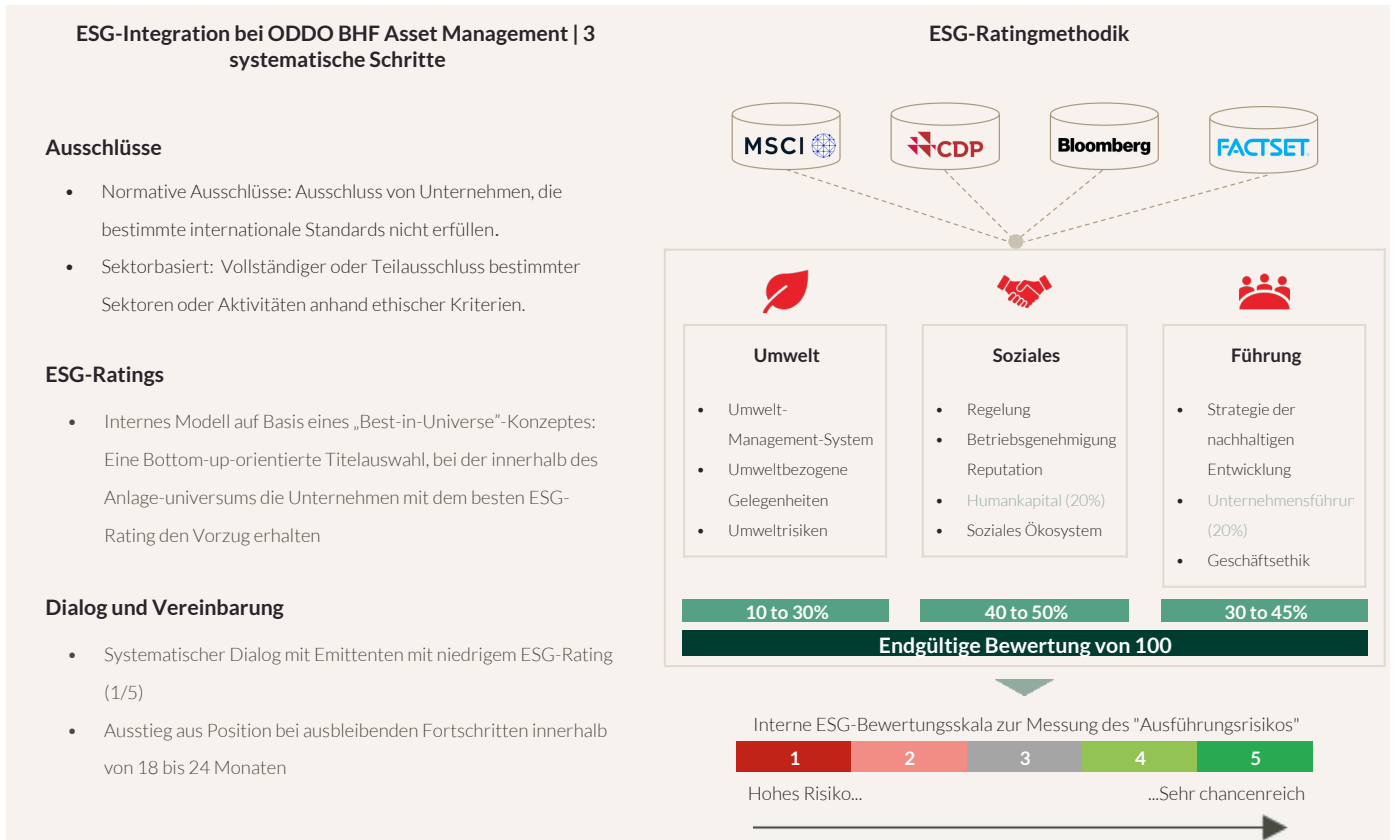 ESG-Integration bei ODDO BHF Asset Management | 3
systematische Schritte
Ausschlüsse
• Normative Ausschlüsse: Ausschluss von Unternehmen, die
bestimmte internationale Standards nicht erfüllen.
• Sektorbasiert: Vollständiger oder Teilausschluss bestimmter
Sektoren oder Aktivitäten anhand ethischer Kriterien.
ESG-Ratings
• Internes Modell auf Basis eines „Best-in-Universe”-Konzeptes:
Eine Bottom-up-orientierte Titelauswahl, bei der innerhalb des
Anlage-universums die Unternehmen mit dem besten ESG-
Rating den Vorzug erhalten
Dialog und Vereinbarung
• Systematischer Dialog mit Emittenten mit niedrigem ESG-Rating
(1/5)
• Ausstieg aus Position bei ausbleibenden Fortschritten innerhalb
von 18 bis 24 Monaten
ESG-Ratingmethodik
MSCI
CDP
Bloomberg
FACTSET
Umwelt
• Umwelt-
Management-System
• Umweltbezogene
Gelegenheiten
• Umweltrisiken
10 to 30%
Soziales
• Regelung
• Betriebsgenehmigung
Reputation
• Humankapital (20%)
• Soziales Ökosystem
40 to 50%
Führung
• Strategie der
nachhaltigen
Entwicklung
• Unternehmensführun
(20%)
• Geschäftsethik
30 to 45%
Endgültige Bewertung von 100
Interne ESG-Bewertungsskala zur Messung des "Ausführungsrisikos"
1 2 3 4 5
Hohes Risiko... ...Sehr chancenreich